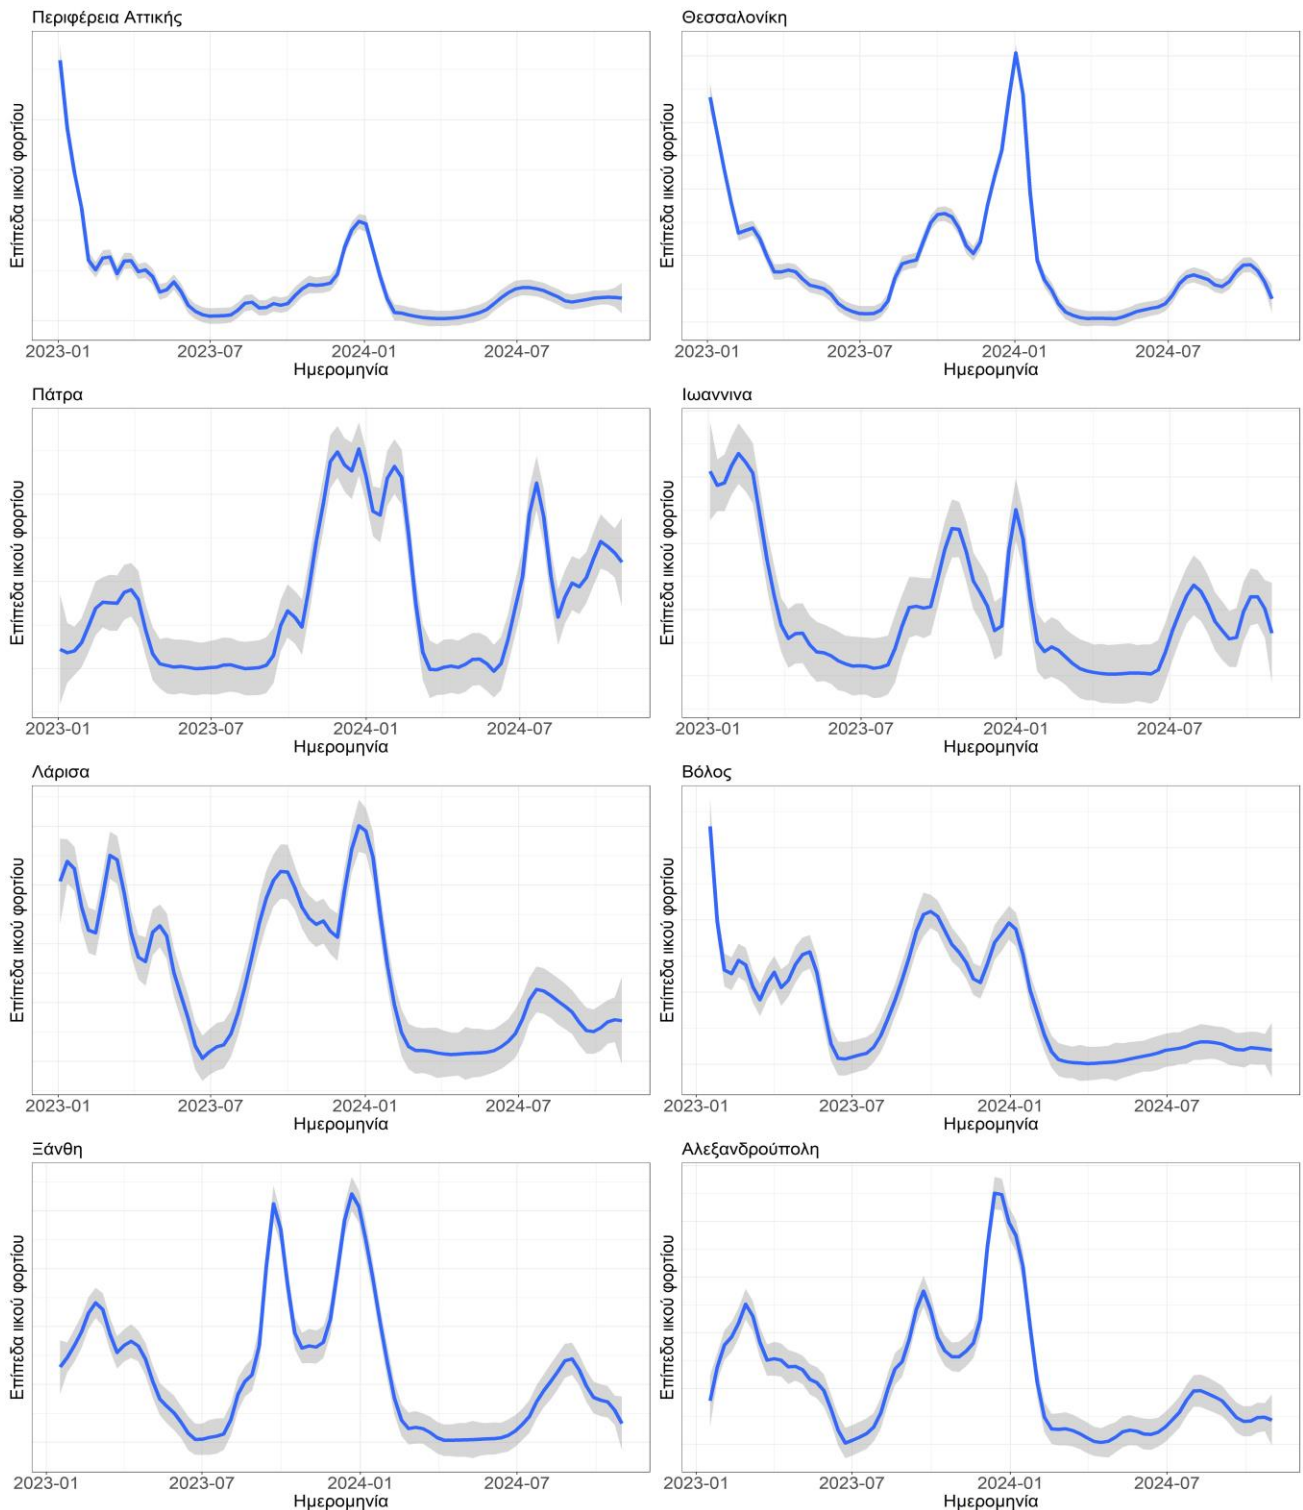 Περιφέρεια Αττικής
Επίπεδα ιικού φορτίου
2023-01 2023-07 2024-01 2024-07
Ημερομηνία
Θεσσαλονίκη
Επίπεδα ιικού φορτίου
2023-01 2023-07 2024-01 2024-07
Ημερομηνία
Πάτρα
Επίπεδα ιικού φορτίου
2023-01 2023-07 2024-01 2024-07
Ημερομηνία
Ιωαννινα
Επίπεδα ιικού φορτίου
2023-01 2023-07 2024-01 2024-07
Ημερομηνία
Λάρισα
Επίπεδα ιικού φορτίου
2023-01 2023-07 2024-01 2024-07
Ημερομηνία
Βόλος
Επίπεδα ιικού φορτίου
2023-01 2023-07 2024-01 2024-07
Ημερομηνία
Ξάνθη
Επίπεδα ιικού φορτίου
2023-01 2023-07 2024-01 2024-07
Ημερομηνία
Αλεξανδρούπολη
Επίπεδα ιικού φορτίου
2023-01 2023-07 2024-01 2024-07
Ημερομηνία